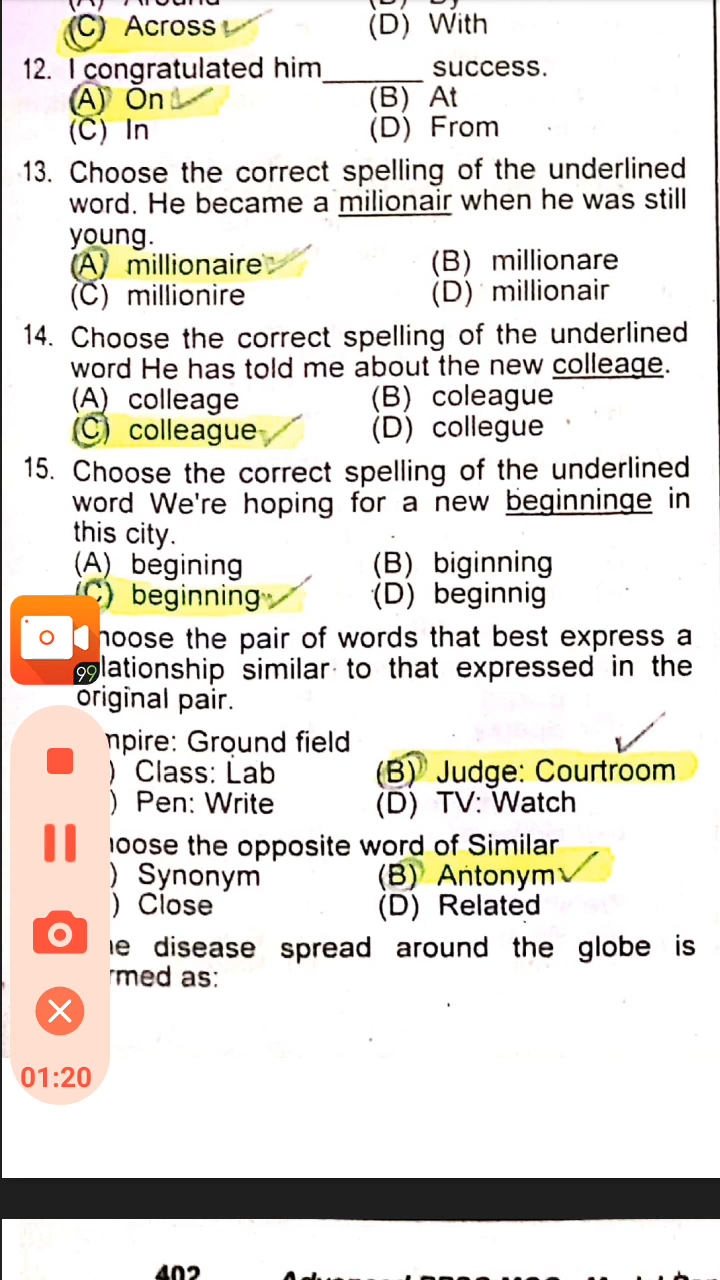 (C) Across (D) With
12. I congratulated him______ success.
(A) On (B) At
(C) In (D) From
13. Choose the correct spelling of the underlined
word. He became a milionair when he was still
young.
(A) millionaire (B) millionare
(C) millionire (D) millionair
14. Choose the correct spelling of the underlined
word He has told me about the new colleage.
(A) colleage (B) coleague
(C) colleague (D) collegue
15. Choose the correct spelling of the underlined
word We're hoping for a new beginninge in
this city.
(A) begining (B) biginning
(C) beginning (D) beginnig
hoose the pair of words that best express a
99 lationship similar to that expressed in the
original pair.
mpire: Ground field
) Class: Lab (B) Judge: Courtroom
) Pen: Write (D) TV: Watch
oose the opposite word of Similar
) Synonym (B) Antonym
) Close (D) Related
e disease spread around the globe is
rmed as:
01:20
402